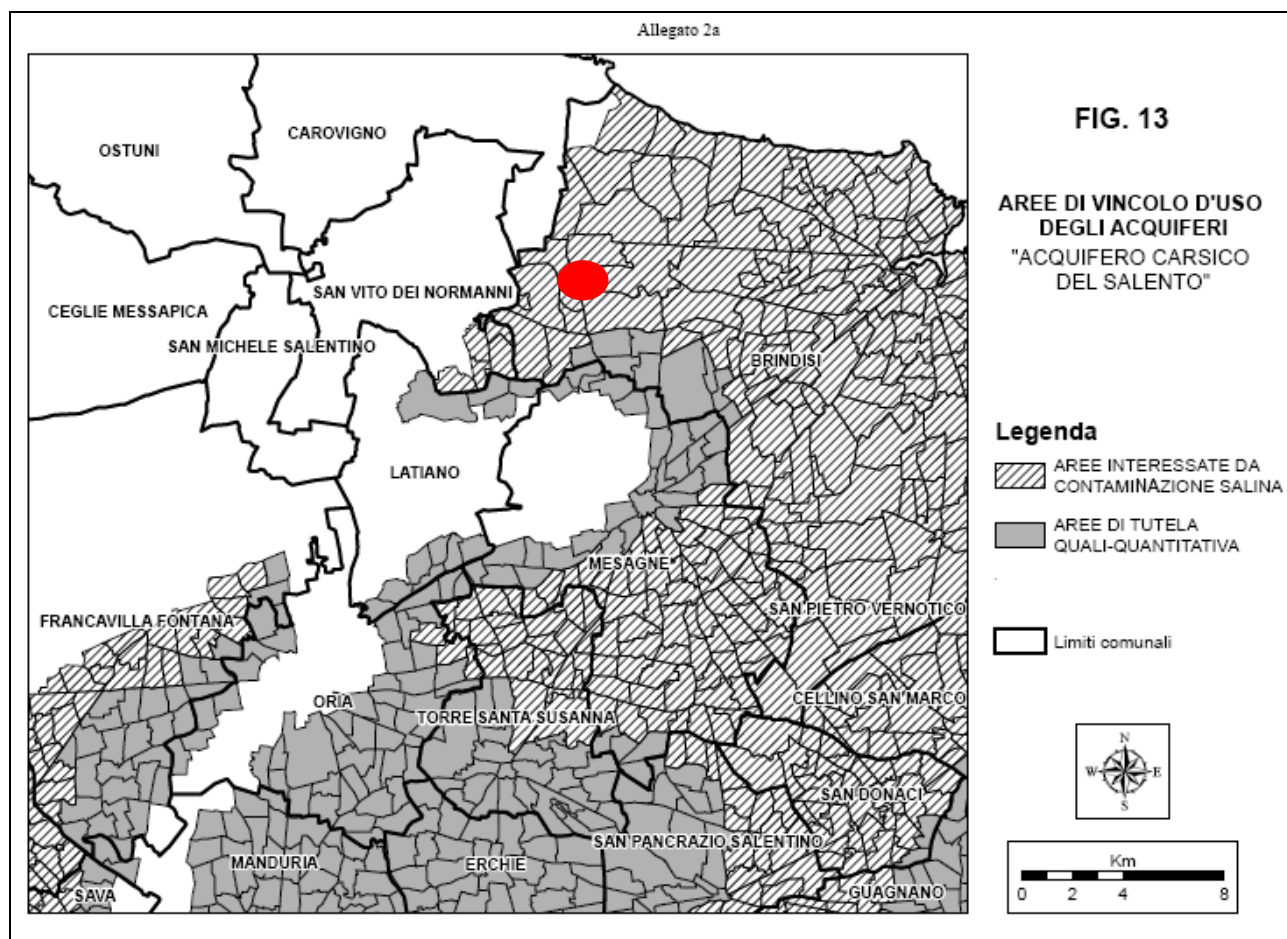 Allegato 2a
FIG. 13
AREE DI VINCOLO D'USO
DEGLI ACQUIFERI
"ACQUIFERO CARSICO
DEL SALENTO"
OSTUNI
CAROVIGNO
CEGLIE MESSAPICA
SAN VITO DEI NORMANNI
SAN MICHELE SALENTINO
BRINDISI
LATIANO
MESAGNE"
FRANCAVILLA FONTANA
SAN PIETRO VERNOTICO
ORIA
TORRE SANTA SUSANNA
CELLINO SAN MARCO
SAN DONACI
SAN PANCRAZIO SALENTINO
MANDURIA
ERCHIE
SAVA
GUAGNANO
Legenda
AREE INTERESSATE DA
CONTAMINAZIONE SALINA
AREE DI TUTELA
QUALI-QUANTITATIVA
Limiti comunali
N
W E
S
Km
0 2 4 8